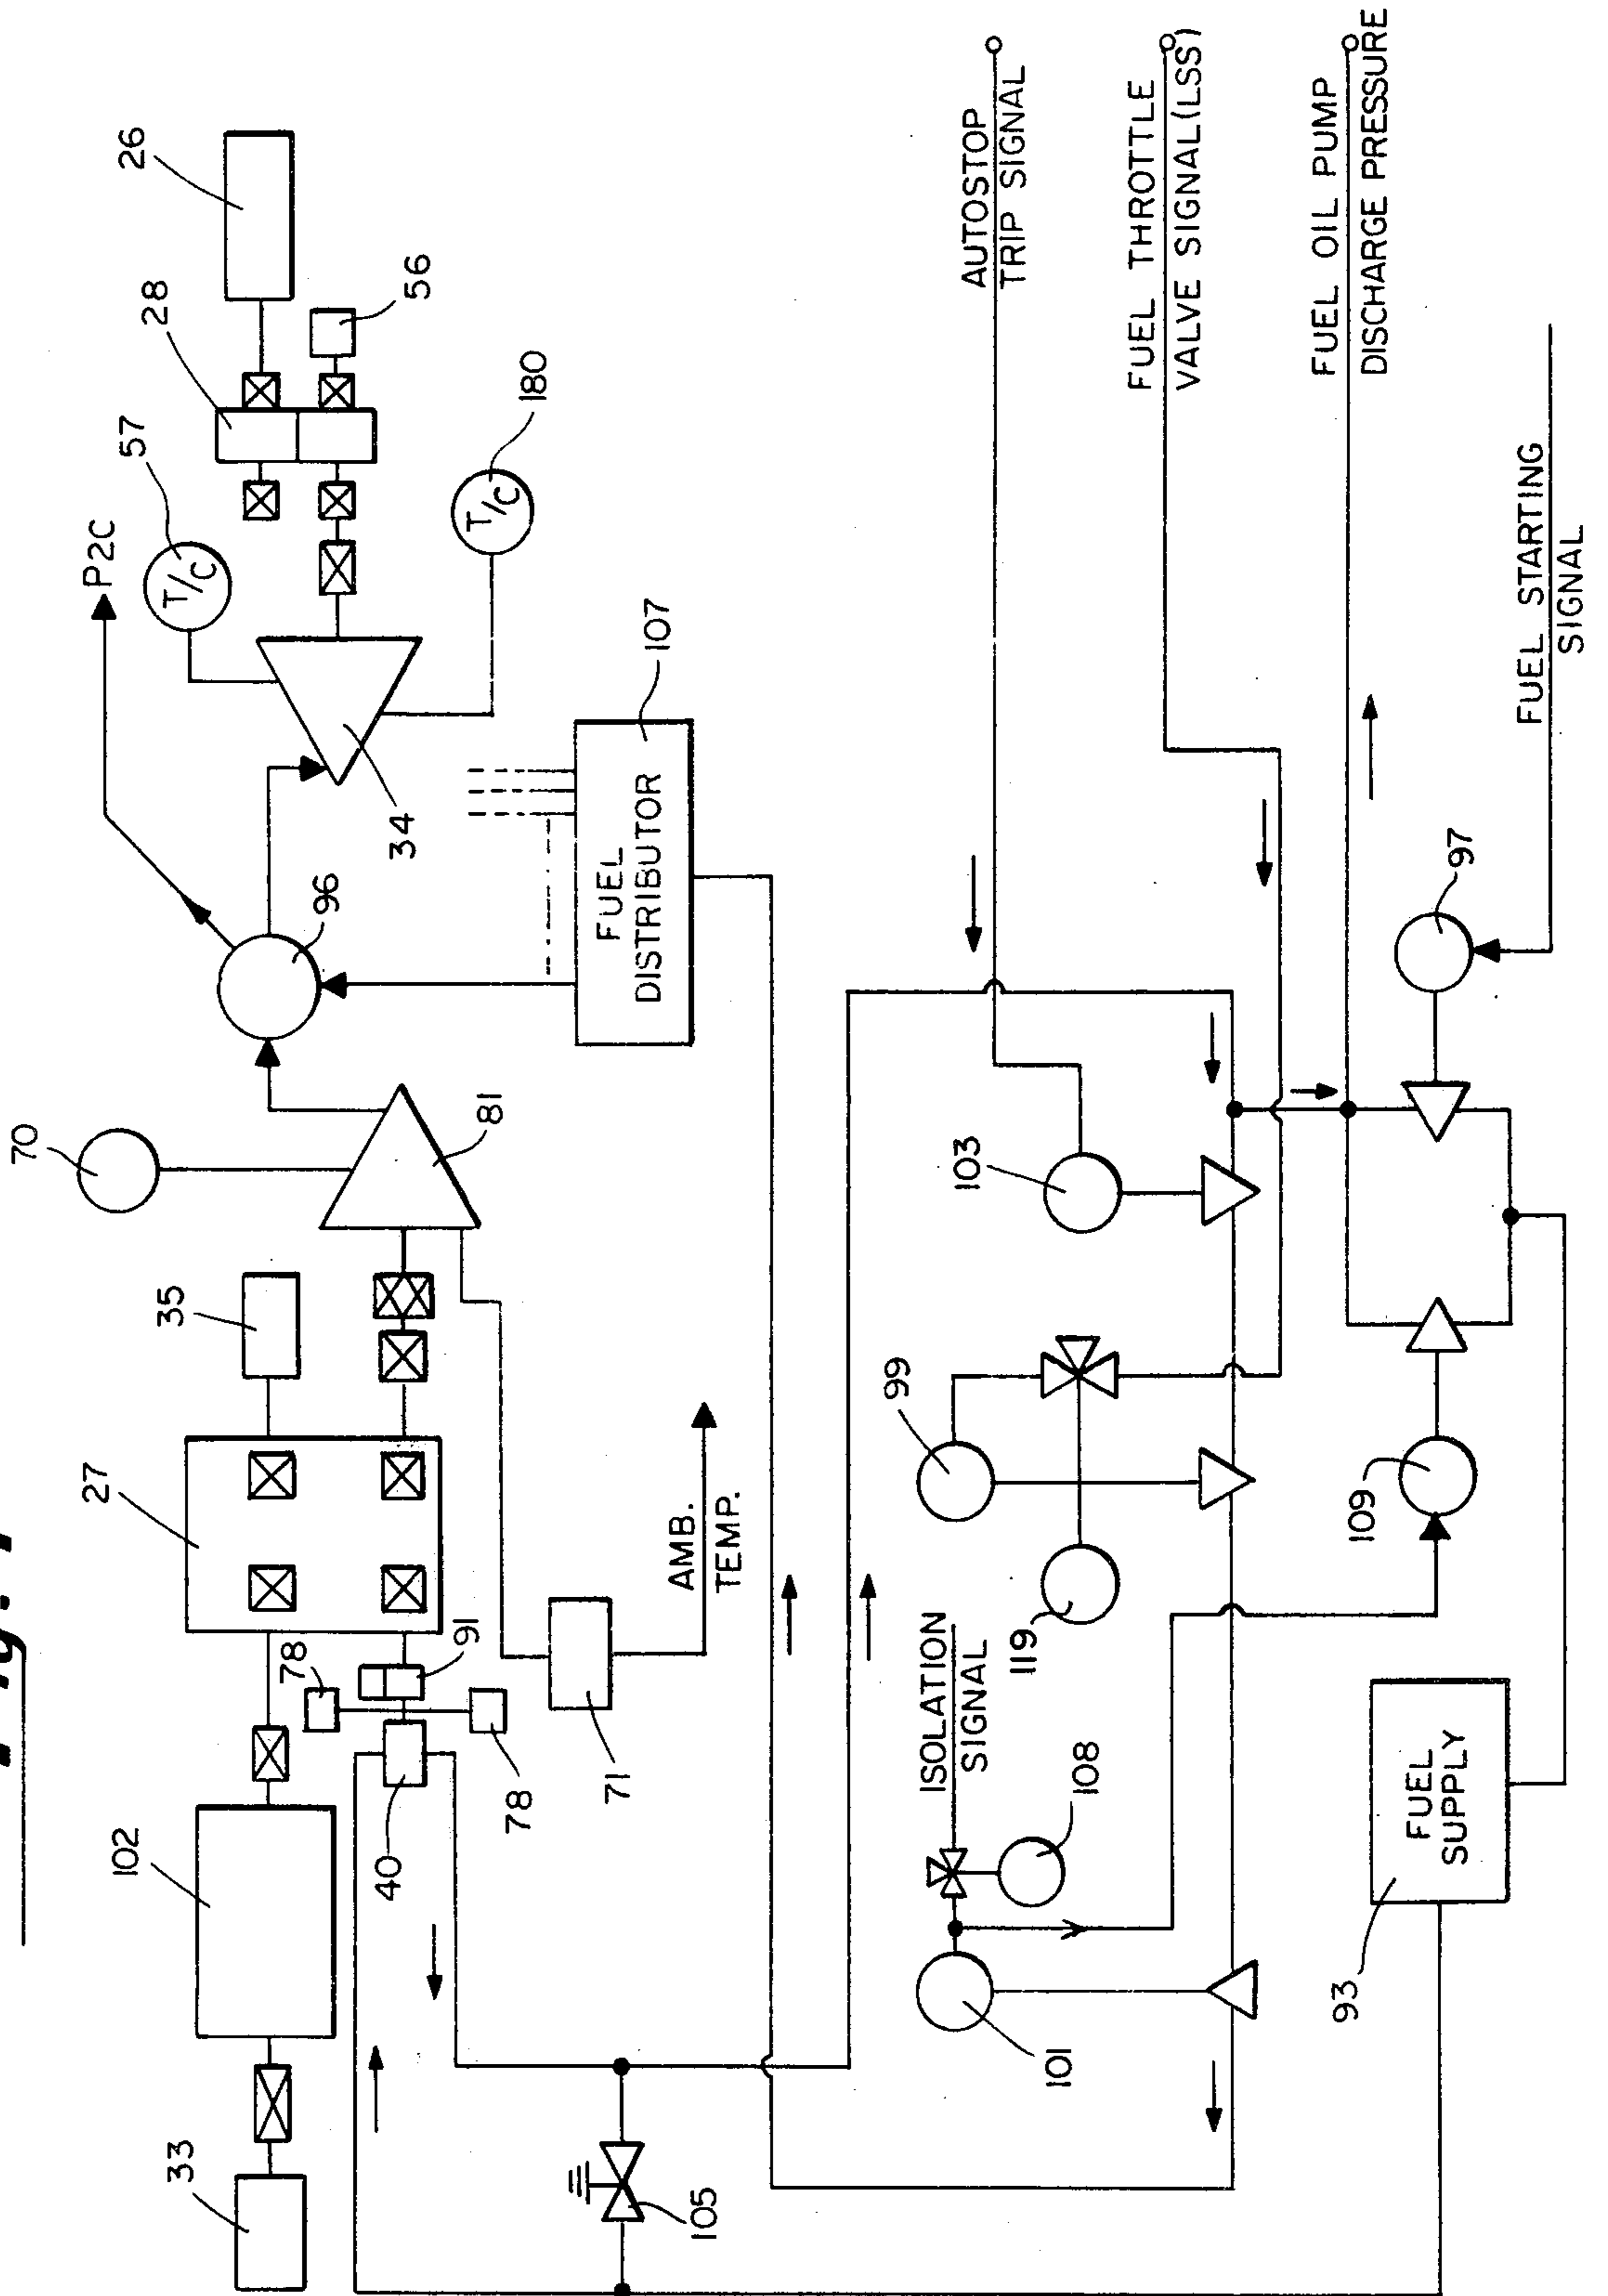 26
28
56
57
T/C
P2C
T/C
180
34
96
107
FUEL
DISTRIBUTOR
70
81
35
27
78
91
78
40
71
AMB.
TEMP.
102
33
105
AUTOSTOP
TRIP SIGNAL
FUEL THROTTLE
VALVE SIGNAL(LSS)
FUEL OIL PUMP
DISCHARGE PRESSURE
FUEL STARTING
SIGNAL
97
103
99
119
109
ISOLATION
SIGNAL
108
101
93
FUEL
SUPPLY